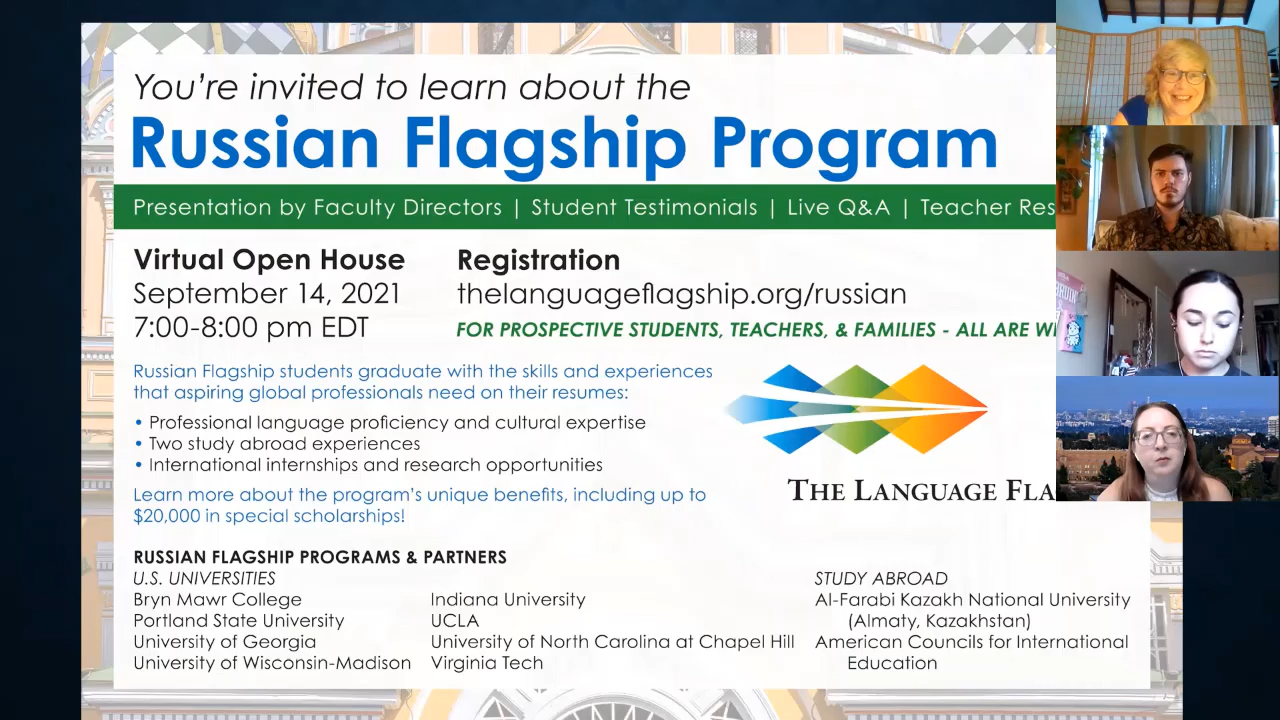 You're invited to learn about the
Russian Flagship Program
Presentation by Faculty Directors | Student Testimonials | Live Q&A | Teacher Res
Virtual Open House
September 14, 2021
7:00-8:00 pm EDT
Registration
thelanguageflagship.org/russian
FOR PROSPECTIVE STUDENTS, TEACHERS, & FAMILIES - ALL ARE
Russian Flagship students graduate with the skills and experiences
that aspiring global professionals need on their resumes:
• Professional language proficiency and cultural expertise
• Two study abroad experiences
• International internships and research opportunities
Learn more about the program's unique benefits, including up to
$20,000 in special scholarships!
THE LANGUAGE FLA
RUSSIAN FLAGSHIP PROGRAMS & PARTNERS
U.S. UNIVERSITIES
Bryn Mawr College
Portland State University
University of Georgia
University of Wisconsin-Madison
Indiana University
UCLA
University of North Carolina at Chapel Hill
Virginia Tech
STUDY ABROAD
Al-Farabi Kazakh National University
(Almaty, Kazakhstan)
American Councils for International
Education